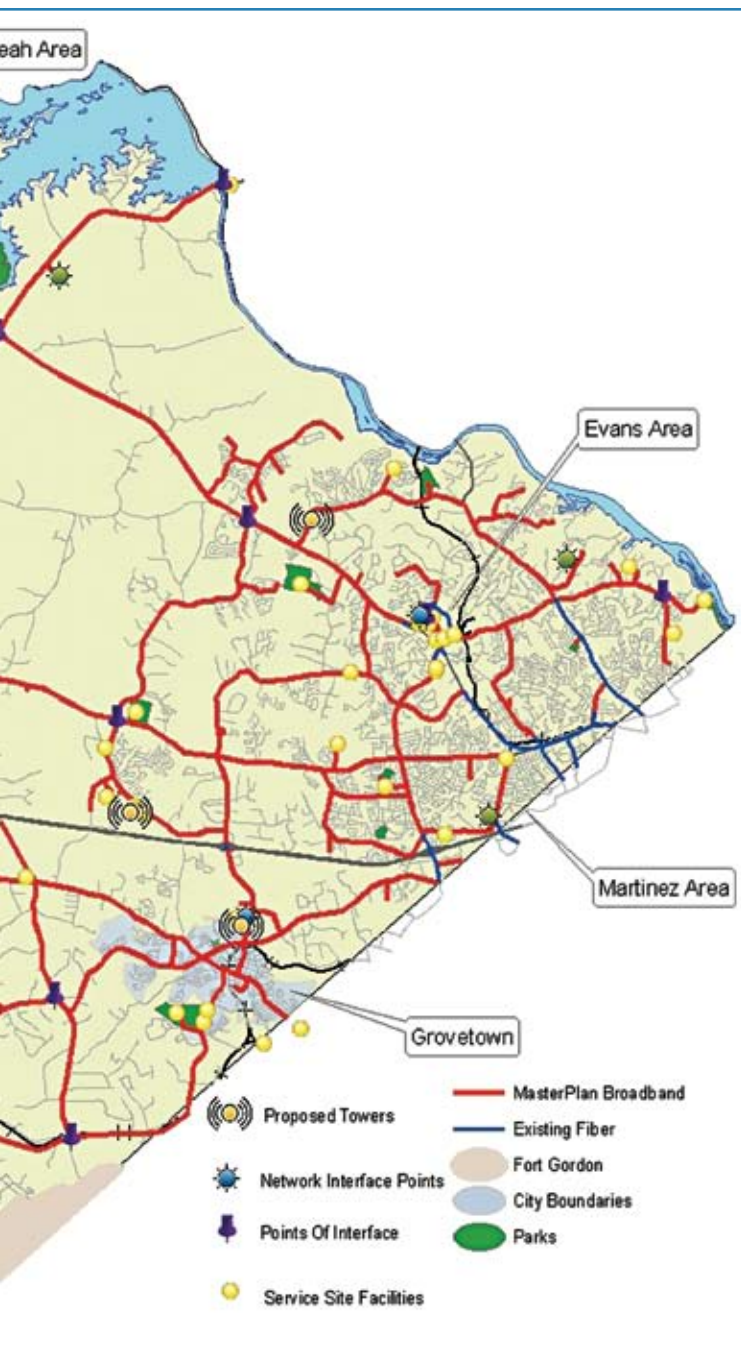 Area
Evans Area
Martinez Area
Grovetown
Proposed Towers
Network Interface Points
Points Of Interface
Service Site Facilities
MasterPlan Broadband
Existing Fiber
Fort Gordon
City Boundaries
Parks